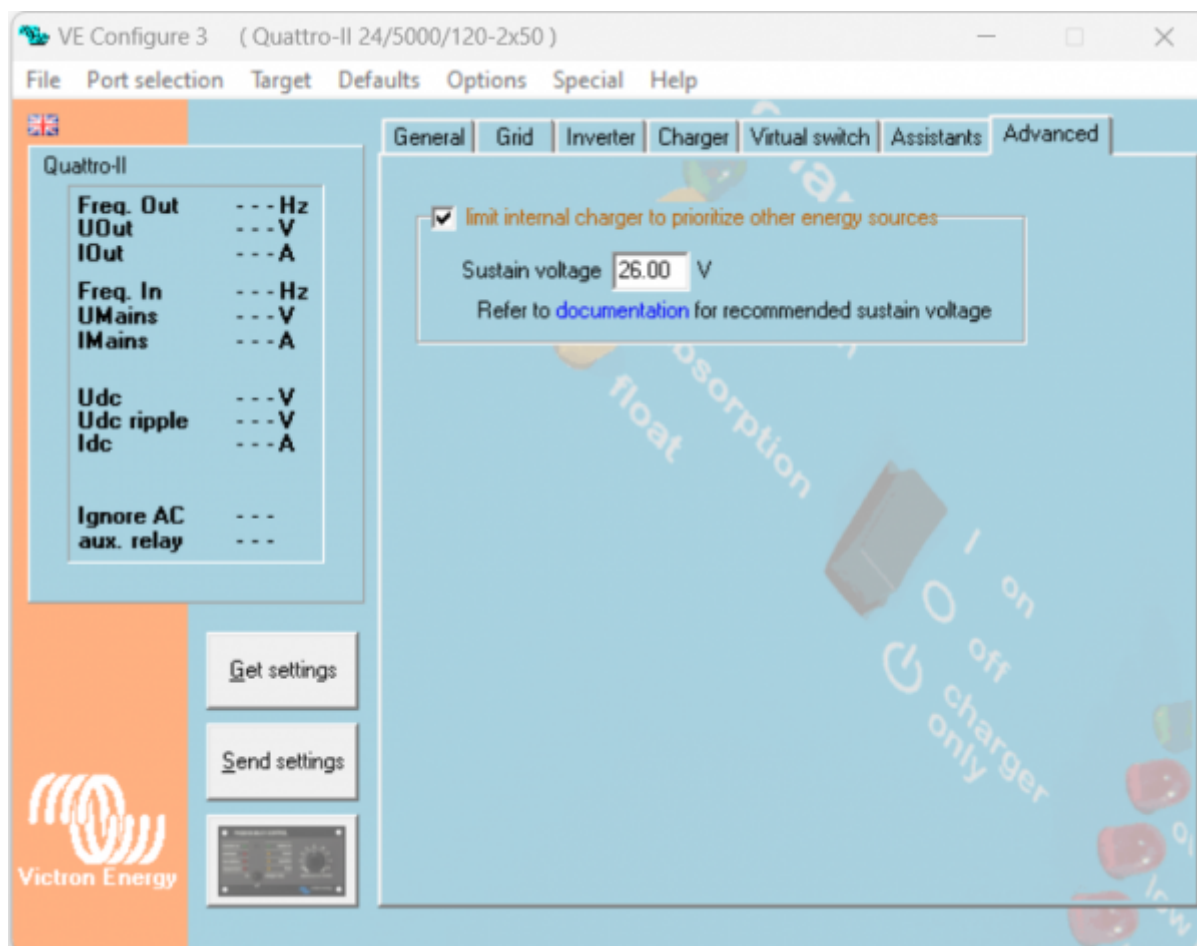 VE Configure 3 ( Quattro-II 24/5000/120-2x50 )
File Port selection Target Defaults Options Special Help
General Grid Inverter Charger Virtual switch Assistants Advanced
Quattro-II
Freq. Out - - - Hz
UOut - - - V
IOut - - - A
Freq. In - - - Hz
UMains - - - V
IMains - - - A
Udc - - - V
Udc ripple - - - V
Idc - - - A
Ignore AC - - -
aux. relay - - -
limit internal charger to prioritize other energy sources
Sustain voltage 26.00 V
Refer to documentation for recommended sustain voltage
absorption
float
I on
O off
charger
only
low
Get settings
Send settings
Victron Energy